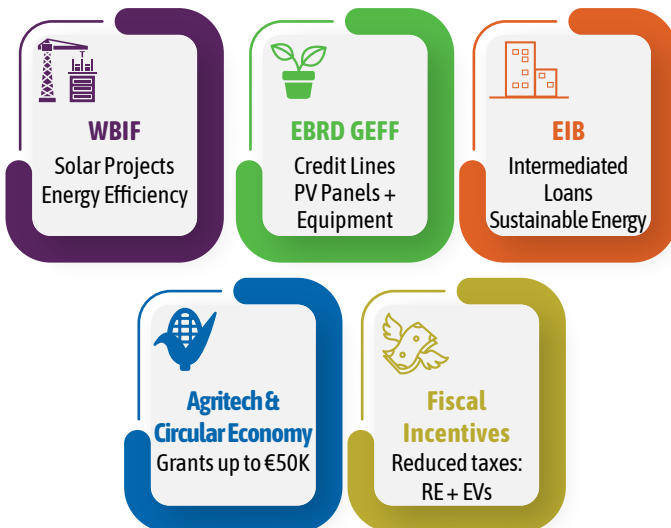 WBIF
Solar Projects
Energy Efficiency
EBRD GEFF
Credit Lines
PV Panels +
Equipment
EIB
Intermediated
Loans
Sustainable Energy
Agritech &
Circular Economy
Grants up to €50K
Fiscal
Incentives
Reduced taxes:
RE + EVs